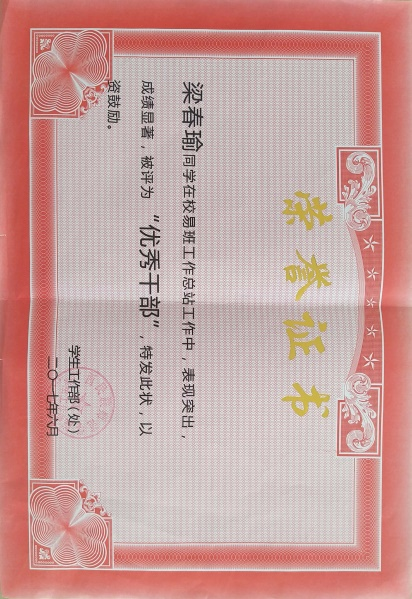 荣誉证书
梁春瑜同学在校易班工作总站工作中，表现突出，
成绩显著，被评为“优秀干部”，特发此状，以
资鼓励。
学生工作部（处）
二〇一七年六月